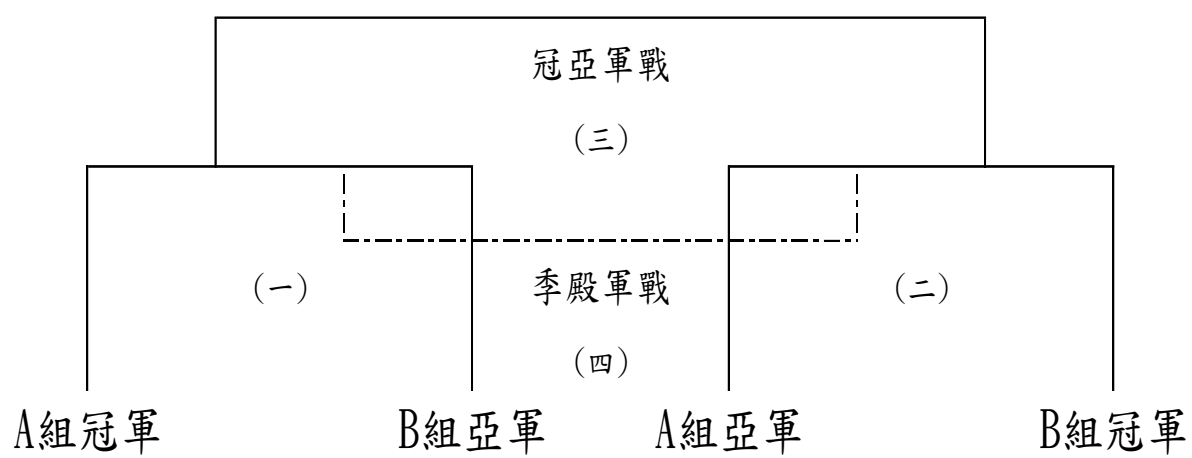 冠亞軍戰
(三)
(一)
季殿軍戰
(二)
(四)
A組冠軍
B組亞軍
A組亞軍
B組冠軍